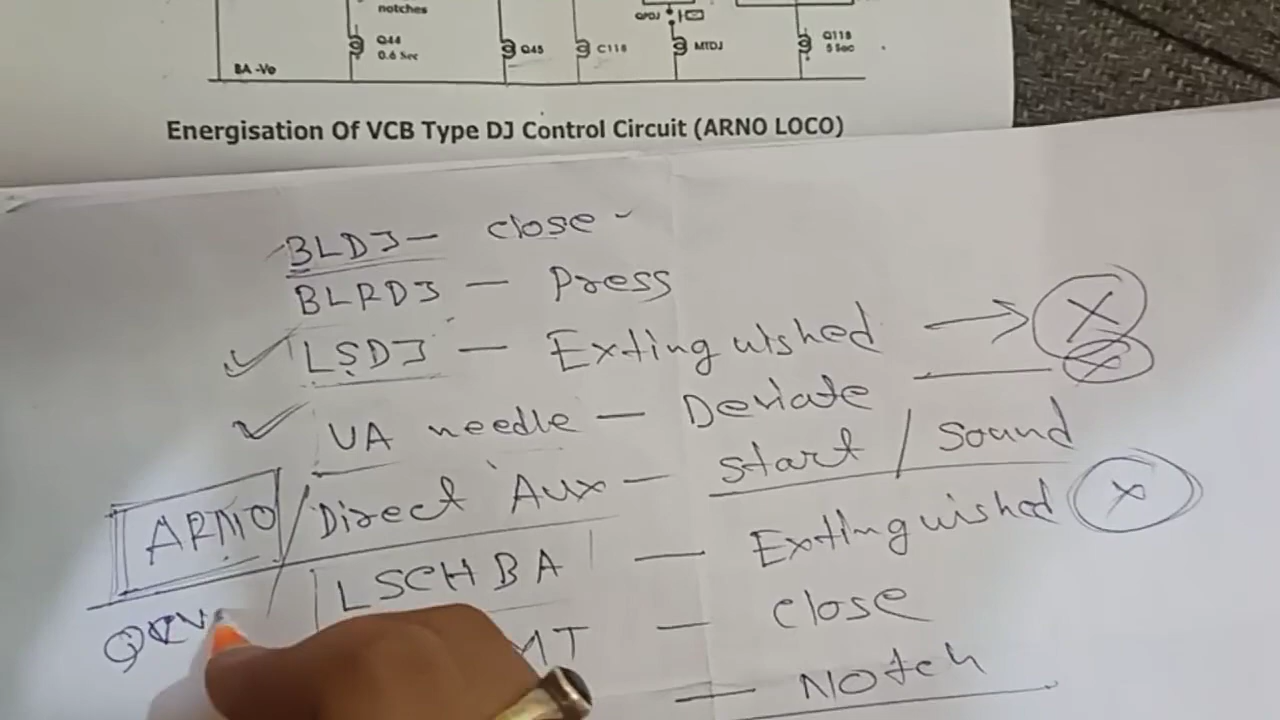 notches
Q44
0.6 Sec
Q45
C118
QPDJ
MTDJ
Q118
5 Sec
BA -Ve
Energisation Of VCB Type DJ Control Circuit (ARNO LOCO)
BLDJ — close
BLRDJ — Press
LSDJ — Extinguished → X
UA needle — Deviate
ARNO / Direct Aux — start / sound
LSCHBA — Extinguished X
MT — close
— Notch